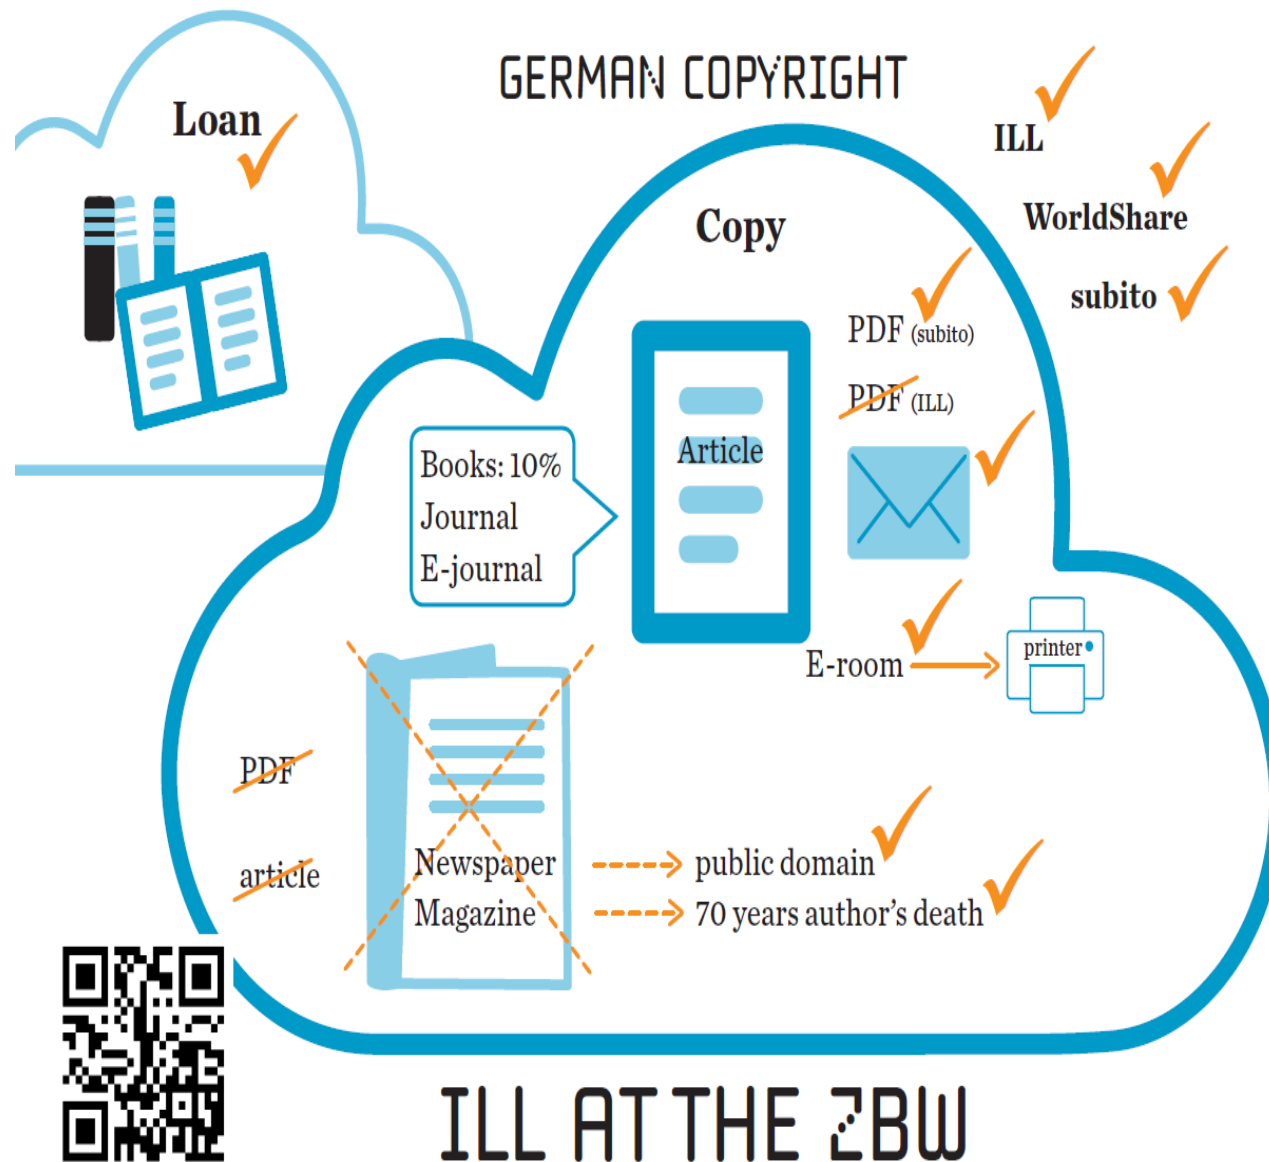 GERMAN COPYRIGHT
Loan
ILL
WorldShare
subito
Copy
PDF (subito)
PDF (ILL)
Books: 10%
Journal
E-journal
Article
E-room
printer
PDF
article
Newspaper
public domain
Magazine
70 years author's death
ILL AT THE ZBW